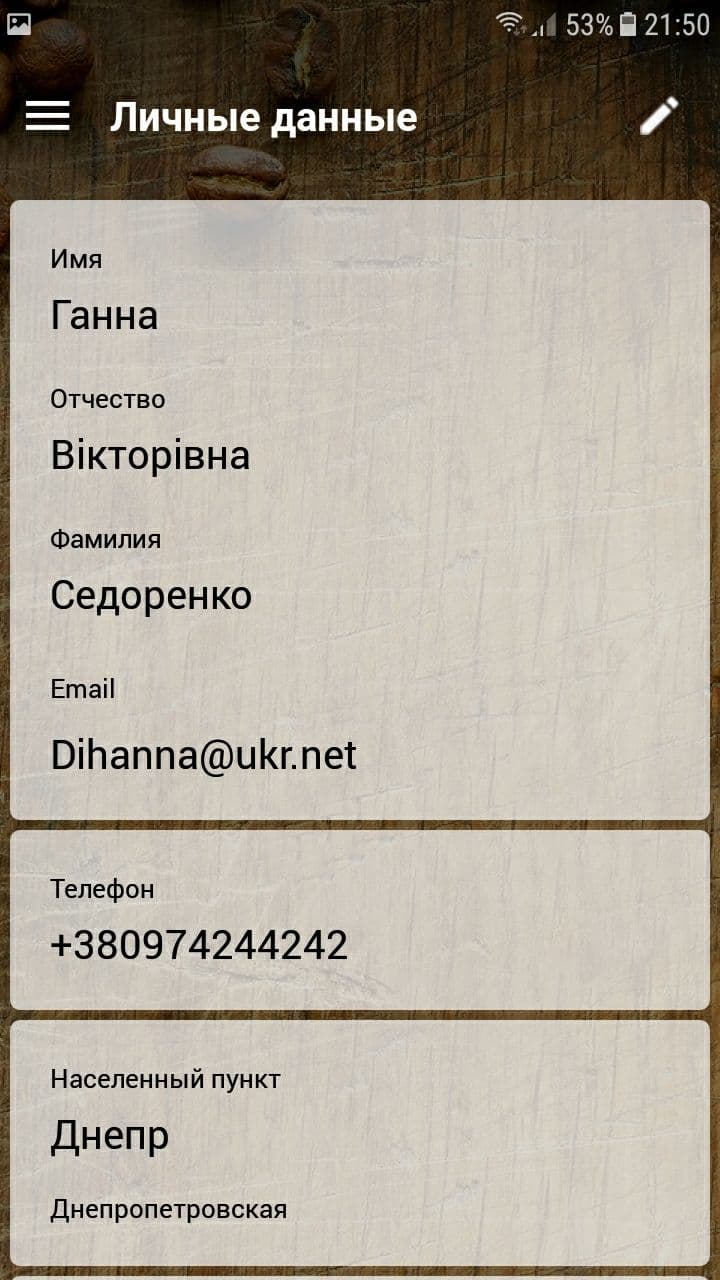 53% 21:50
Личные данные
Имя
Ганна
Отчество
Вікторівна
Фамилия
Седоренко
Email
Dihanna@ukr.net
Телефон
+380974244242
Населенный пункт
Днепр
Днепропетровская